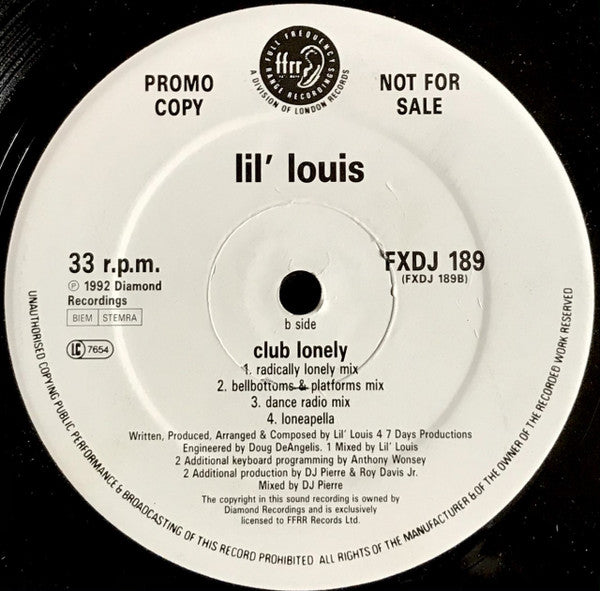 FULL FREQUENCY
ffrr
RANGE RECORDINGS
A DIVISION OF LONDON RECORDS
PROMO
COPY
NOT FOR
SALE
lil' louis
33 r.p.m.
℗ 1992 Diamond
Recordings
BIEM STEMRA
LC 7654
FXDJ 189
(FXDJ 189B)
b side
club lonely
1. radically lonely mix
2. bellbottoms & platforms mix
3. dance radio mix
4. loneapella
Written, Produced, Arranged & Composed by Lil' Louis 4 7 Days Productions
Engineered by Doug DeAngelis. 1 Mixed by Lil' Louis
2 Additional keyboard programming by Anthony Wonsey
2 Additional production by DJ Pierre & Roy Davis Jr.
Mixed by DJ Pierre
The copyright in this sound recording is owned by
Diamond Recordings and is exclusively
licensed to FFRR Records Ltd.
UNAUTHORISED COPYING PUBLIC PERFORMANCE & BROADCASTING OF THIS RECORD PROHIBITED ALL RIGHTS OF THE MANUFACTURER & OF THE OWNER OF THE RECORDED WORK RESERVED